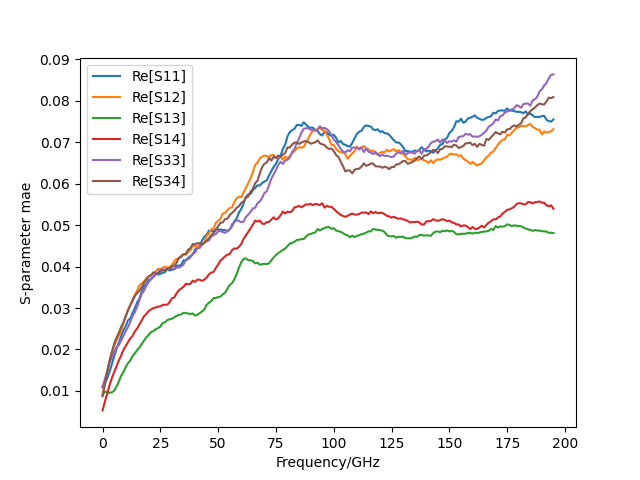 0.09
0.08
0.07
0.06
0.05
0.04
0.03
0.02
0.01
S-parameter mae
Re[S11]
Re[S12]
Re[S13]
Re[S14]
Re[S33]
Re[S34]
0 25 50 75 100 125 150 175 200
Frequency/GHz